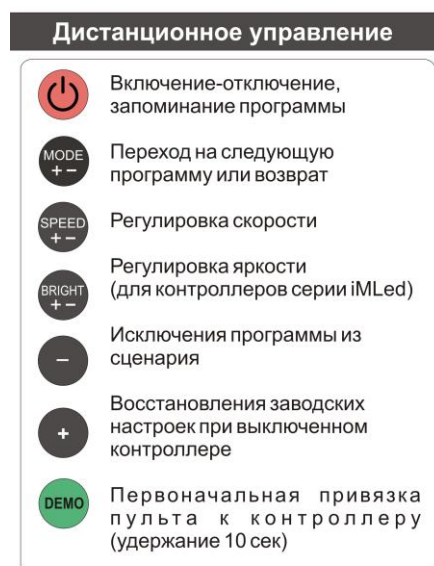 Дистанционное управление
Включение-отключение,
запоминание программы
MODE
+ −
Переход на следующую
программу или возврат
SPEED
+ −
Регулировка скорости
BRIGHT
+ −
Регулировка яркости
(для контроллеров серии iMLed)
−
Исключения программы из
сценария
+
Восстановления заводских
настроек при выключенном
контроллере
DEMO
Первоначальная привязка
пульта к контроллеру
(удержание 10 сек)